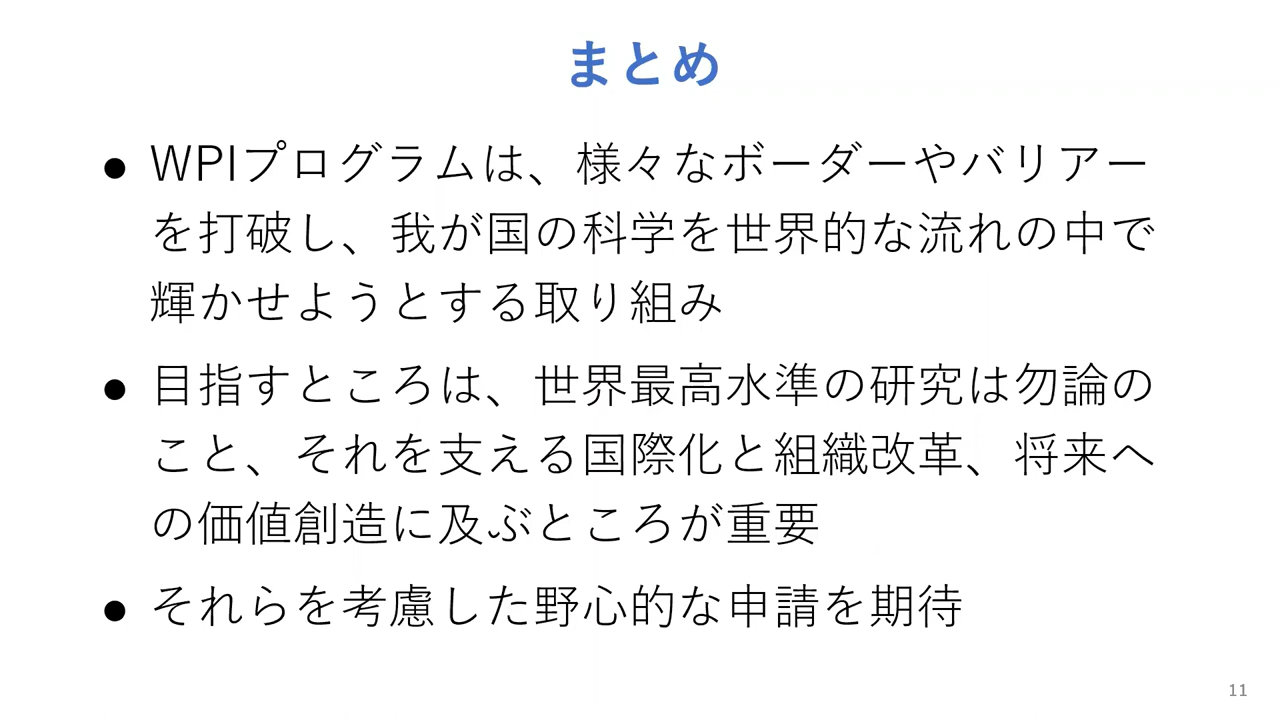 まとめ
● WPIプログラムは、様々なボーダーやバリアー
を打破し、我が国の科学を世界的な流れの中で
輝かせようとする取り組み
● 目指すところは、世界最高水準の研究は勿論の
こと、それを支える国際化と組織改革、将来へ
の価値創造に及ぶところが重要
● それらを考慮した野心的な申請を期待
11